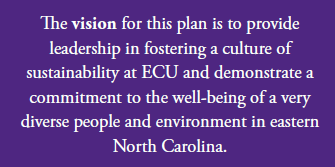 The vision for this plan is to provide
leadership in fostering a culture of
sustainability at ECU and demonstrate a
commitment to the well-being of a very
diverse people and environment in eastern
North Carolina.